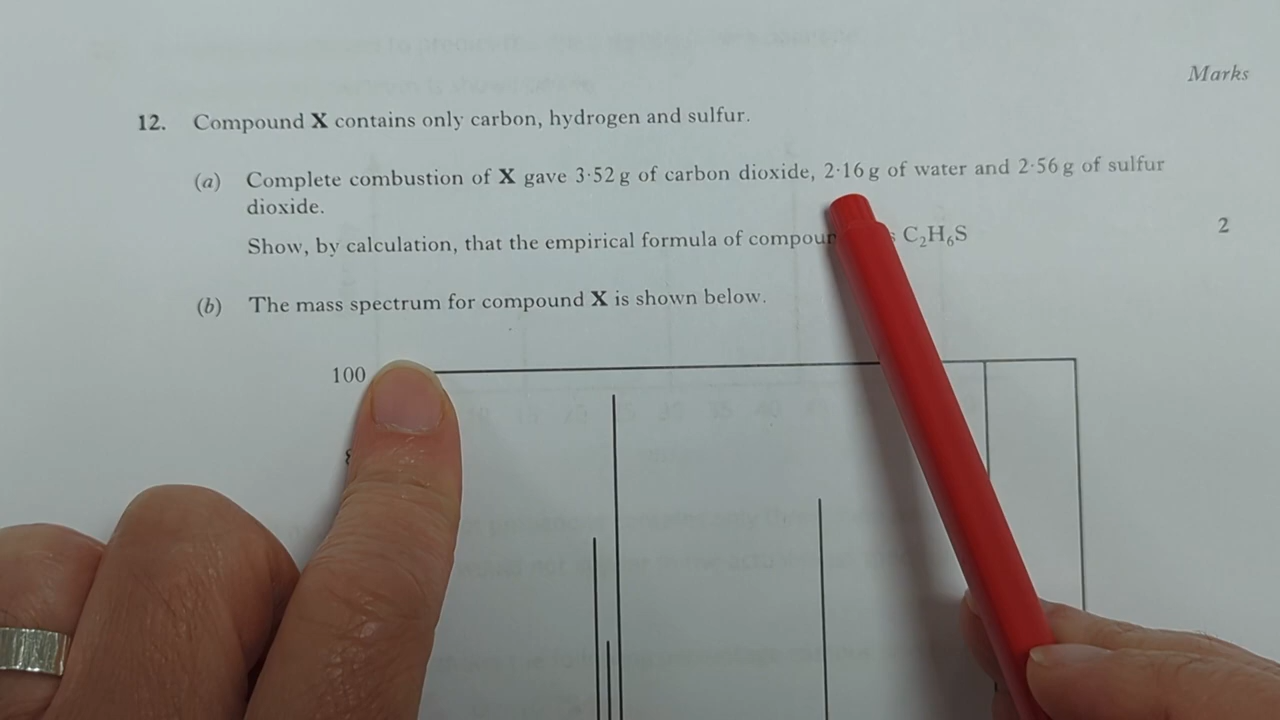 Marks
12. Compound X contains only carbon, hydrogen and sulfur.
(a) Complete combustion of X gave 3·52 g of carbon dioxide, 2·16 g of water and 2·56 g of sulfur
dioxide.
Show, by calculation, that the empirical formula of C₂H₆S
2
(b) The mass spectrum for compound X is shown below.
100